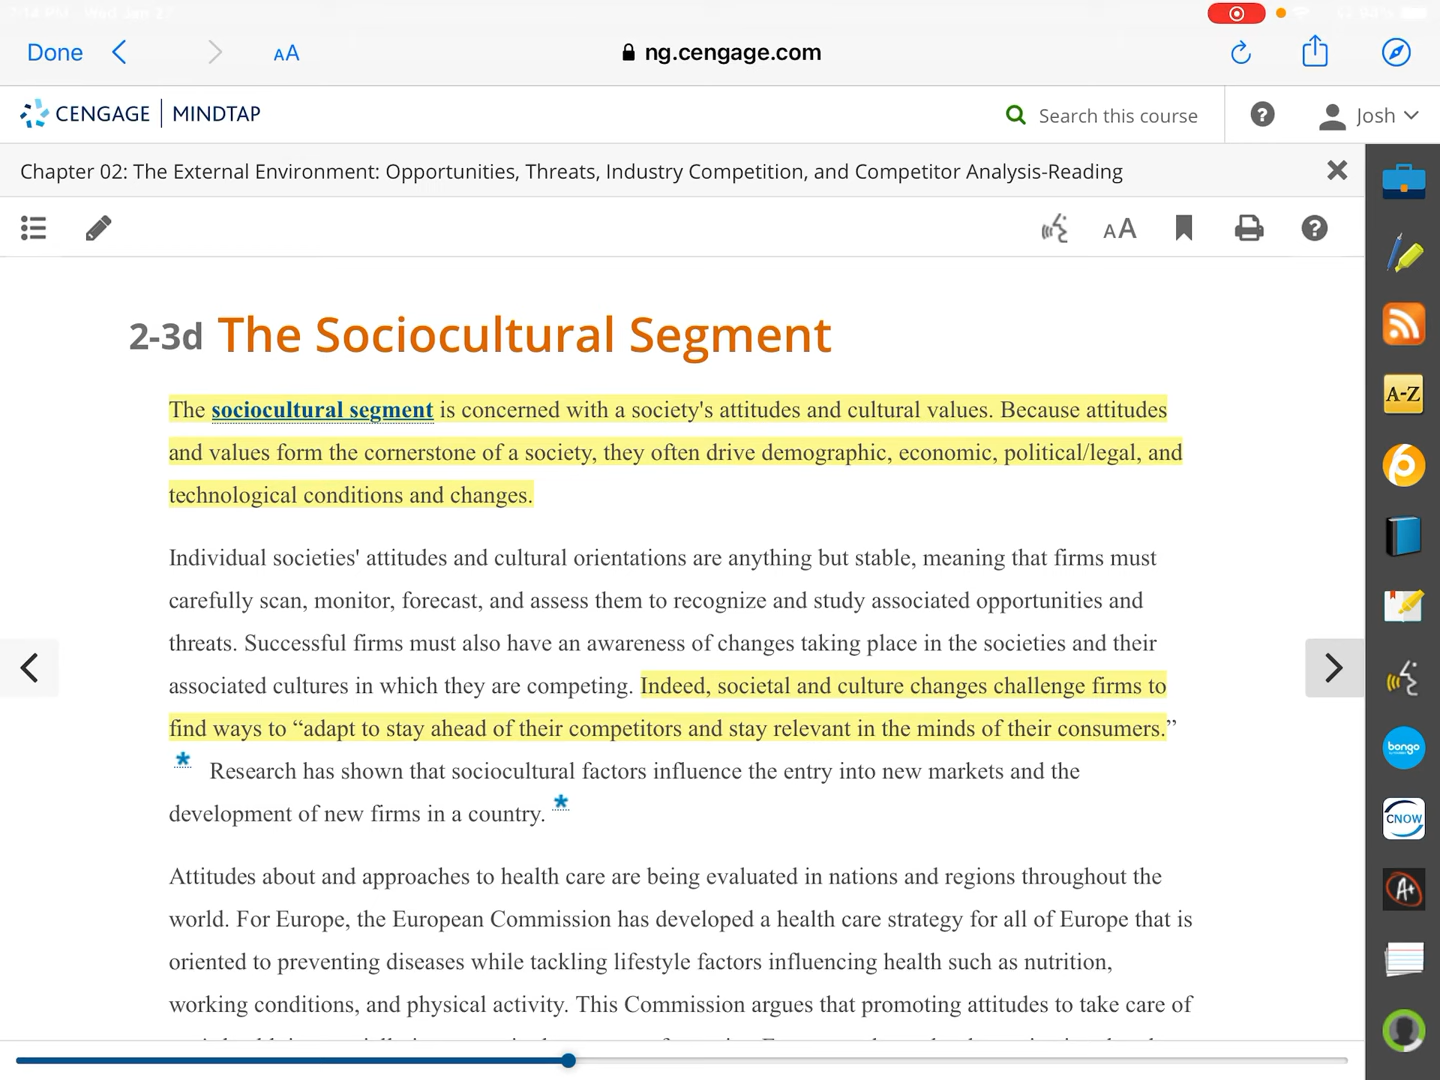 Done
AA
ng.cengage.com
CENGAGE | MINDTAP
Search this course
Josh
Chapter 02: The External Environment: Opportunities, Threats, Industry Competition, and Competitor Analysis-Reading
AA
2-3d The Sociocultural Segment
The sociocultural segment is concerned with a society's attitudes and cultural values. Because attitudes
and values form the cornerstone of a society, they often drive demographic, economic, political/legal, and
technological conditions and changes.
Individual societies' attitudes and cultural orientations are anything but stable, meaning that firms must
carefully scan, monitor, forecast, and assess them to recognize and study associated opportunities and
threats. Successful firms must also have an awareness of changes taking place in the societies and their
associated cultures in which they are competing. Indeed, societal and culture changes challenge firms to
find ways to “adapt to stay ahead of their competitors and stay relevant in the minds of their consumers.”
* Research has shown that sociocultural factors influence the entry into new markets and the
development of new firms in a country. *
Attitudes about and approaches to health care are being evaluated in nations and regions throughout the
world. For Europe, the European Commission has developed a health care strategy for all of Europe that is
oriented to preventing diseases while tackling lifestyle factors influencing health such as nutrition,
working conditions, and physical activity. This Commission argues that promoting attitudes to take care of
A-Z
bongo
CNOW
A+